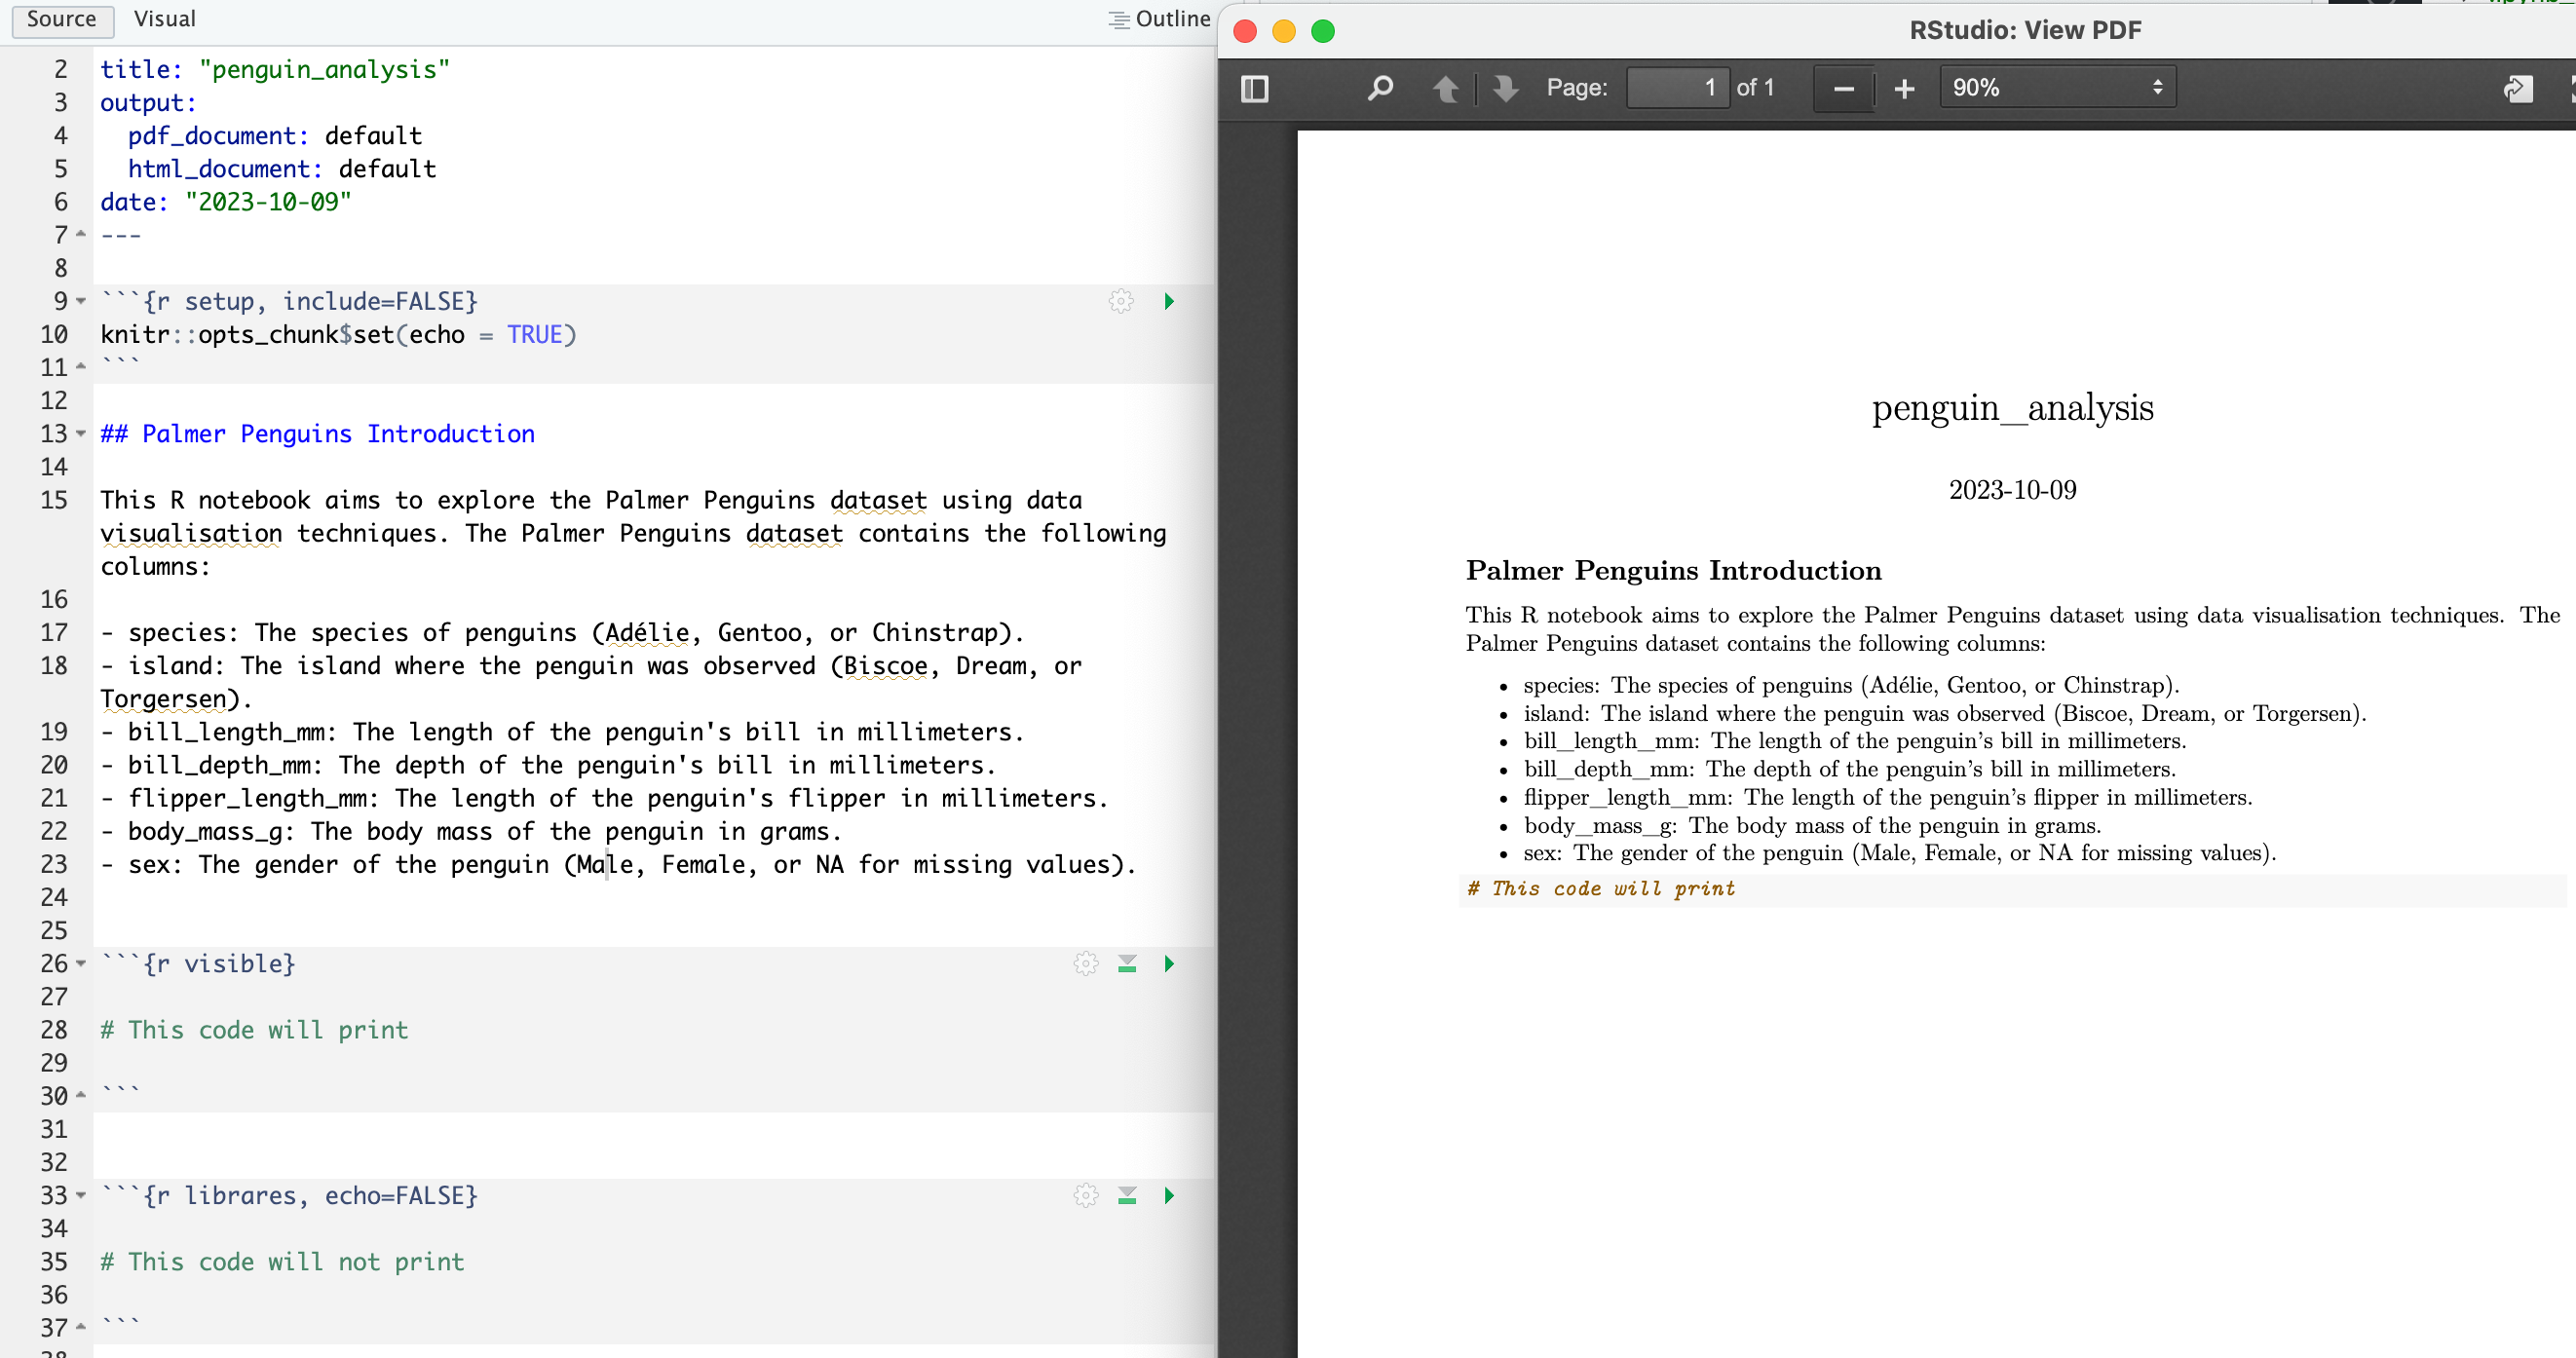 Source Visual Outline
2 title: "penguin_analysis"
3 output:
4 pdf_document: default
5 html_document: default
6 date: "2023-10-09"
7 ---
8
9 ```{r setup, include=FALSE}
10 knitr::opts_chunk$set(echo = TRUE)
11 ```
12
13 ## Palmer Penguins Introduction
14
15 This R notebook aims to explore the Palmer Penguins dataset using data
visualisation techniques. The Palmer Penguins dataset contains the following
columns:
16
17 - species: The species of penguins (Adélie, Gentoo, or Chinstrap).
18 - island: The island where the penguin was observed (Biscoe, Dream, or
Torgersen).
19 - bill_length_mm: The length of the penguin's bill in millimeters.
20 - bill_depth_mm: The depth of the penguin's bill in millimeters.
21 - flipper_length_mm: The length of the penguin's flipper in millimeters.
22 - body_mass_g: The body mass of the penguin in grams.
23 - sex: The gender of the penguin (Male, Female, or NA for missing values).
24
25
26 ```{r visible}
27
28 # This code will print
29
30 ```
31
32
33 ```{r librares, echo=FALSE}
34
35 # This code will not print
36
37 ```
38
RStudio: View PDF
Page: 1 of 1 90%
penguin_analysis
2023-10-09
Palmer Penguins Introduction
This R notebook aims to explore the Palmer Penguins dataset using data visualisation techniques. The
Palmer Penguins dataset contains the following columns:
• species: The species of penguins (Adélie, Gentoo, or Chinstrap).
• island: The island where the penguin was observed (Biscoe, Dream, or Torgersen).
• bill_length_mm: The length of the penguin’s bill in millimeters.
• bill_depth_mm: The depth of the penguin’s bill in millimeters.
• flipper_length_mm: The length of the penguin’s flipper in millimeters.
• body_mass_g: The body mass of the penguin in grams.
• sex: The gender of the penguin (Male, Female, or NA for missing values).
# This code will print